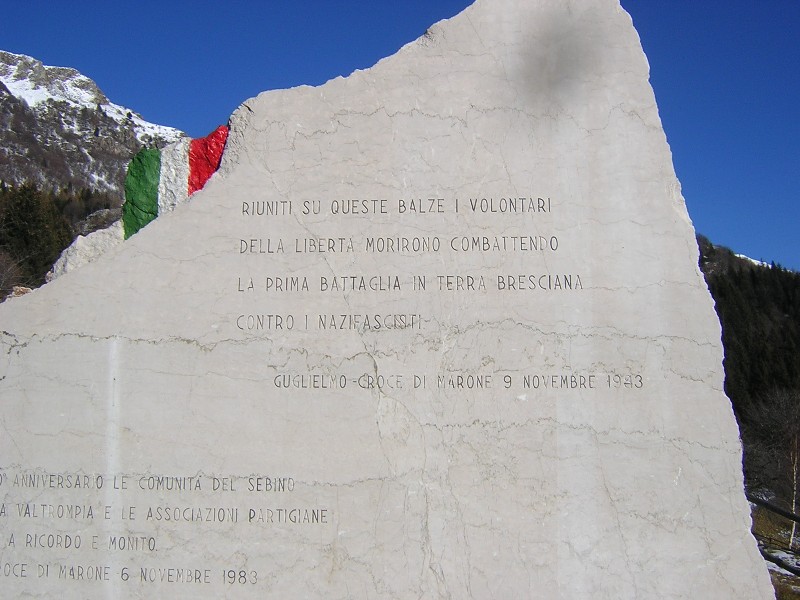 RIUNITI SU QUESTE BALZE I VOLONTARI
DELLA LIBERTÀ MORIRONO COMBATTENDO
LA PRIMA BATTAGLIA IN TERRA BRESCIANA
CONTRO I NAZIFASCISTI.
GUGLIELMO-CROCE DI MARONE 9 NOVEMBRE 1943
ANNIVERSARIO LE COMUNITÀ DEL SEBINO
VALTROMPIA E LE ASSOCIAZIONI PARTIGIANE
A RICORDO E MONITO.
DI MARONE 6 NOVEMBRE 1983